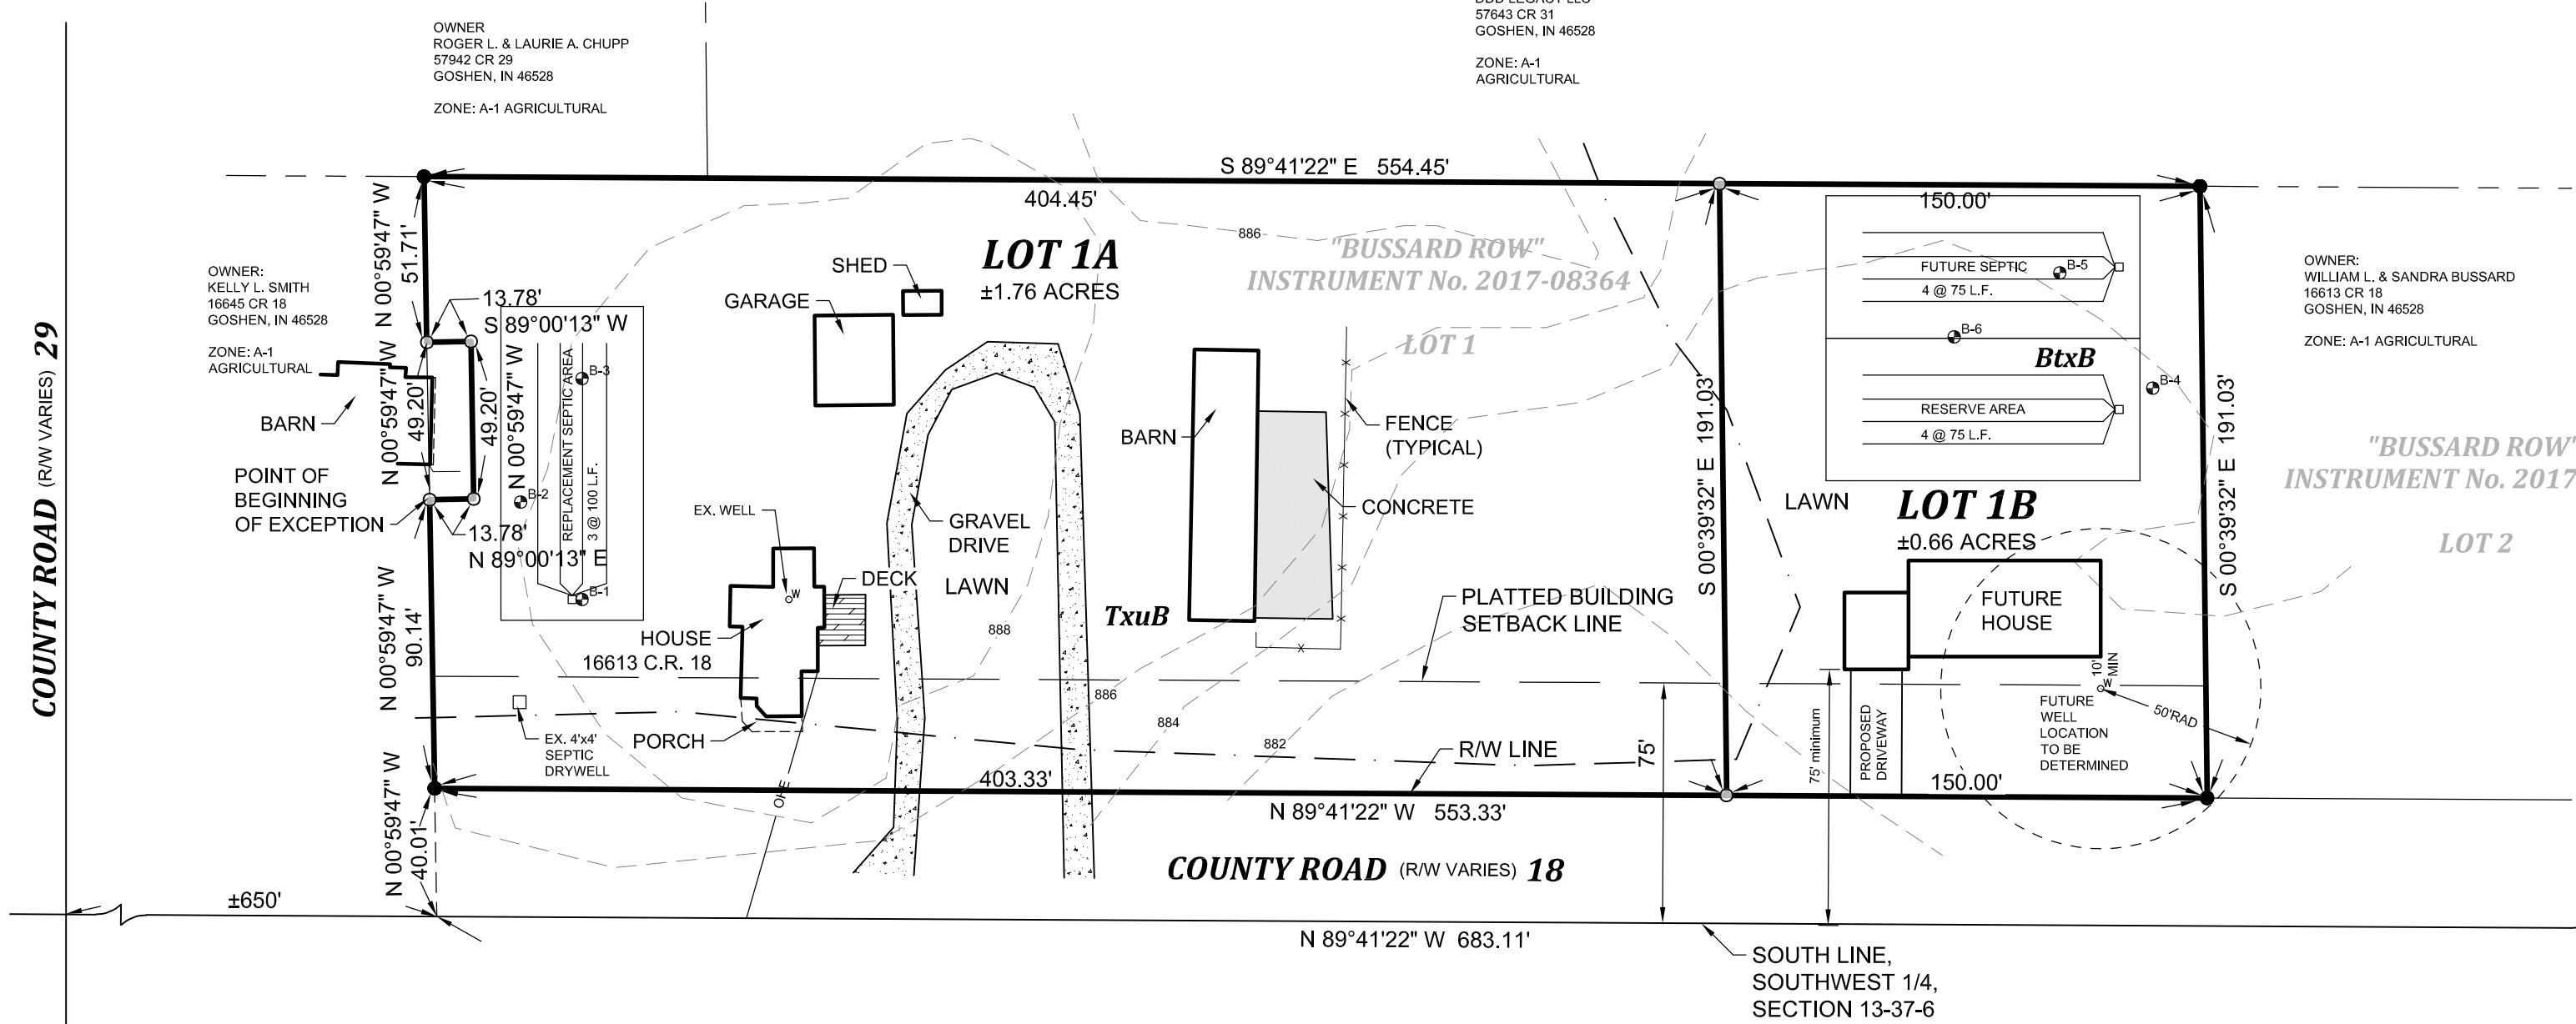 OWNER
ROGER L. & LAURIE A. CHUPP
57942 CR 29
GOSHEN, IN 46528
ZONE: A-1 AGRICULTURAL
57643 CR 31
GOSHEN, IN 46528
ZONE: A-1
AGRICULTURAL
S 89°41'22" E 554.45'
404.45'
150.00'
N 00°59'47" W
51.71'
LOT 1A
±1.76 ACRES
886
"BUSSARD ROW"
INSTRUMENT No. 2017-08364
LOT 1
OWNER:
KELLY L. SMITH
16645 CR 18
GOSHEN, IN 46528
ZONE: A-1
AGRICULTURAL
BARN
COUNTY ROAD (R/W VARIES) 29
POINT OF
BEGINNING
OF EXCEPTION
13.78'
S 89°00'13" W
N 00°59'47" W
49.20'
49.20'
N 00°59'47" W
13.78'
N 89°00'13" E
REPLACEMENT SEPTIC AREA
3 @ 100 L.F.
B-3
B-2
B-1
SHED
GARAGE
EX. WELL
W
GRAVEL
DRIVE
LAWN
DECK
HOUSE
16613 C.R. 18
888
BARN
FENCE
(TYPICAL)
CONCRETE
TxuB
PLATTED BUILDING
SETBACK LINE
S 00°39'32" E 191.03'
FUTURE SEPTIC
4 @ 75 L.F.
B-5
B-6
BtxB
B-4
RESERVE AREA
4 @ 75 L.F.
LAWN
LOT 1B
±0.66 ACRES
FUTURE
HOUSE
S 00°39'32" E 191.03'
OWNER:
WILLIAM L. & SANDRA BUSSARD
16613 CR 18
GOSHEN, IN 46528
ZONE: A-1 AGRICULTURAL
"BUSSARD ROW"
INSTRUMENT No. 2017
LOT 2
N 00°59'47" W
90.14'
EX. 4'x4'
SEPTIC
DRYWELL
PORCH
OHE
886
884
882
R/W LINE
75'
75' minimum
PROPOSED
DRIVEWAY
10'
MIN
W
FUTURE
WELL
LOCATION
TO BE
DETERMINED
50'RAD
403.33'
150.00'
N 89°41'22" W 553.33'
N 00°59'47" W
40.01'
COUNTY ROAD (R/W VARIES) 18
±650'
N 89°41'22" W 683.11'
SOUTH LINE,
SOUTHWEST 1/4,
SECTION 13-37-6